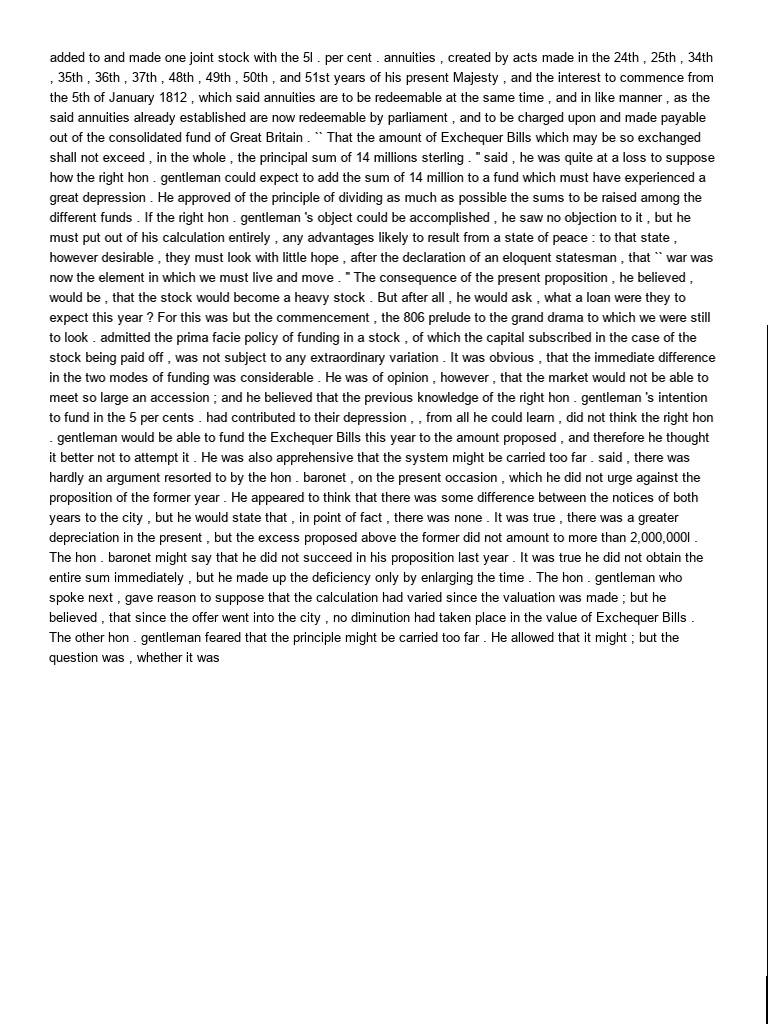 added to and made one joint stock with the 5l . per cent . annuities , created by acts made in the 24th , 25th , 34th
, 35th , 36th , 37th , 48th , 49th , 50th , and 51st years of his present Majesty , and the interest to commence from
the 5th of January 1812 , which said annuities are to be redeemable at the same time , and in like manner , as the
said annuities already established are now redeemable by parliament , and to be charged upon and made payable
out of the consolidated fund of Great Britain . `` That the amount of Exchequer Bills which may be so exchanged
shall not exceed , in the whole , the principal sum of 14 millions sterling . " said , he was quite at a loss to suppose
how the right hon . gentleman could expect to add the sum of 14 million to a fund which must have experienced a
great depression . He approved of the principle of dividing as much as possible the sums to be raised among the
different funds . If the right hon . gentleman 's object could be accomplished , he saw no objection to it , but he
must put out of his calculation entirely , any advantages likely to result from a state of peace : to that state ,
however desirable , they must look with little hope , after the declaration of an eloquent statesman , that `` war was
now the element in which we must live and move . " The consequence of the present proposition , he believed ,
would be , that the stock would become a heavy stock . But after all , he would ask , what a loan were they to
expect this year ? For this was but the commencement , the 806 prelude to the grand drama to which we were still
to look . admitted the prima facie policy of funding in a stock , of which the capital subscribed in the case of the
stock being paid off , was not subject to any extraordinary variation . It was obvious , that the immediate difference
in the two modes of funding was considerable . He was of opinion , however , that the market would not be able to
meet so large an accession ; and he believed that the previous knowledge of the right hon . gentleman 's intention
to fund in the 5 per cents . had contributed to their depression , , from all he could learn , did not think the right hon
. gentleman would be able to fund the Exchequer Bills this year to the amount proposed , and therefore he thought
it better not to attempt it . He was also apprehensive that the system might be carried too far . said , there was
hardly an argument resorted to by the hon . baronet , on the present occasion , which he did not urge against the
proposition of the former year . He appeared to think that there was some difference between the notices of both
years to the city , but he would state that , in point of fact , there was none . It was true , there was a greater
depreciation in the present , but the excess proposed above the former did not amount to more than 2,000,000l .
The hon . baronet might say that he did not succeed in his proposition last year . It was true he did not obtain the
entire sum immediately , but he made up the deficiency only by enlarging the time . The hon . gentleman who
spoke next , gave reason to suppose that the calculation had varied since the valuation was made ; but he
believed , that since the offer went into the city , no diminution had taken place in the value of Exchequer Bills .
The other hon . gentleman feared that the principle might be carried too far . He allowed that it might ; but the
question was , whether it was